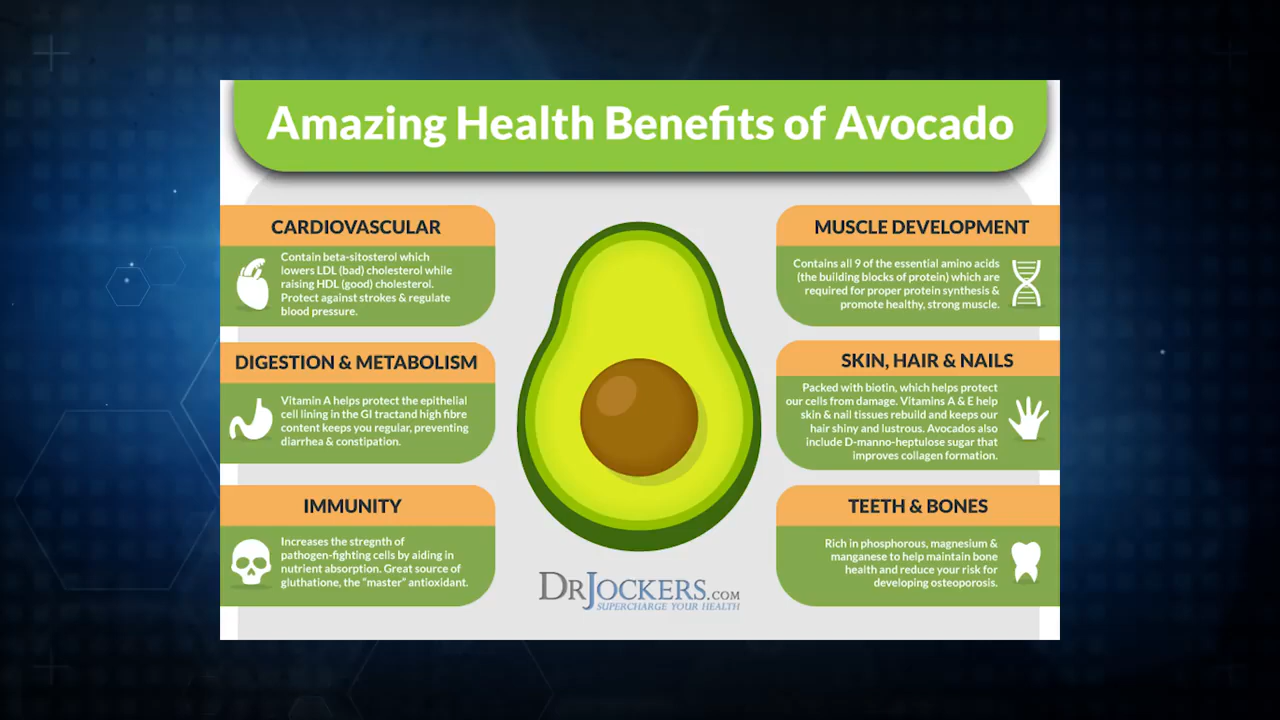 Amazing Health Benefits of Avocado
CARDIOVASCULAR
Contain beta-sitosterol which
lowers LDL (bad) cholesterol while
raising HDL (good) cholesterol.
Protect against strokes & regulate
blood pressure.
DIGESTION & METABOLISM
Vitamin A helps protect the epithelial
cell lining in the GI tractand high fibre
content keeps you regular, preventing
diarrhea & constipation.
IMMUNITY
Increases the stregnth of
pathogen-fighting cells by aiding in
nutrient absorption. Great source of
gluthatione, the "master" antioxidant.
MUSCLE DEVELOPMENT
Contains all 9 of the essential amino acids
(the building blocks of protein) which are
required for proper protein synthesis &
promote healthy, strong muscle.
SKIN, HAIR & NAILS
Packed with biotin, which helps protect
our cells from damage. Vitamins A & E help
skin & nail tissues rebuild and keeps our
hair shiny and lustrous. Avocados also
include D-manno-heptulose sugar that
improves collagen formation.
TEETH & BONES
Rich in phosphorous, magnesium &
manganese to help maintain bone
health and reduce your risk for
developing osteoporosis.
DRJOCKERS.COM
SUPERCHARGE YOUR HEALTH